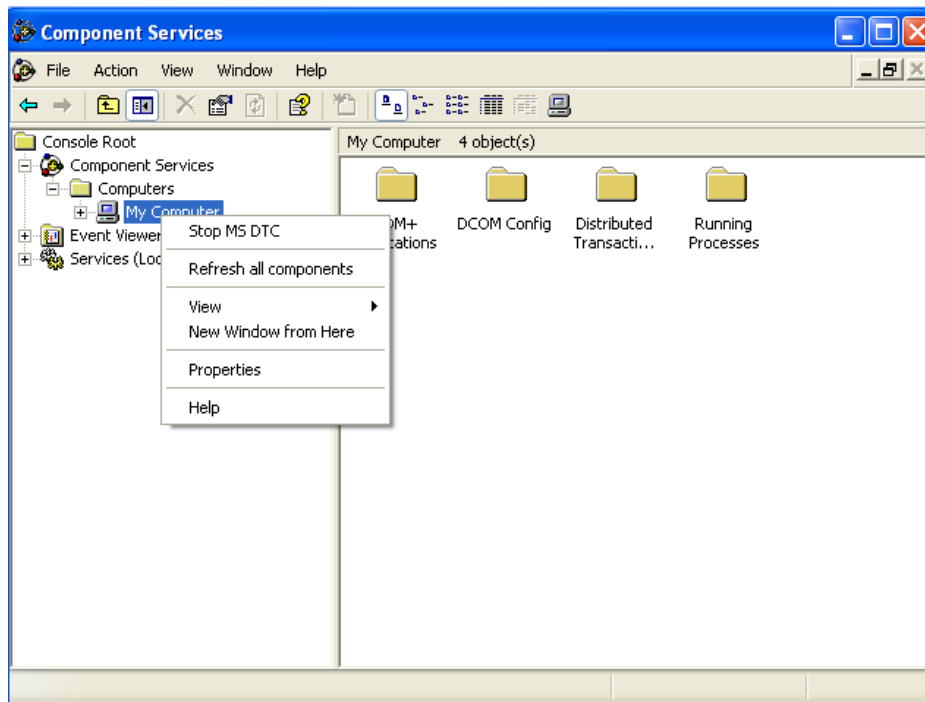 Component Services
File Action View Window Help
Console Root
Component Services
Computers
My Computer
Event Viewer
Services (Loc
My Computer 4 object(s)
Stop MS DTC
Refresh all components
View
New Window from Here
Properties
Help
OM+
cations
DCOM Config
Distributed
Transacti...
Running
Processes